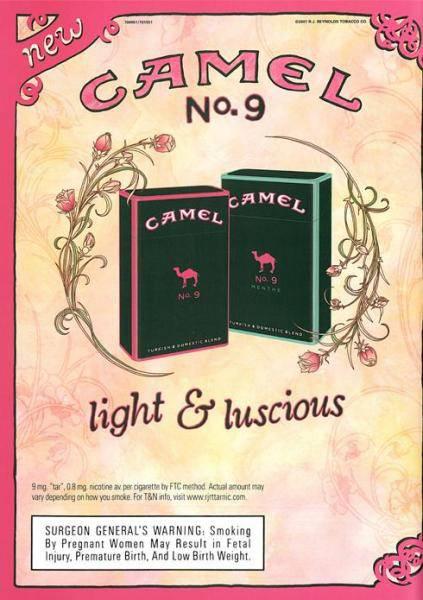 new
©2007 R.J. REYNOLDS TOBACCO CO.
CAMEL
No. 9
CAMEL
No. 9
TURKISH & DOMESTIC BLEND
CAMEL
No. 9
MENTHE
TURKISH & DOMESTIC BLEND
light & luscious
9 mg. "tar", 0.8 mg. nicotine av. per cigarette by FTC method. Actual amount may
vary depending on how you smoke. For T&N info, visit www.rjrttarnic.com.
SURGEON GENERAL'S WARNING: Smoking
By Pregnant Women May Result in Fetal
Injury, Premature Birth, And Low Birth Weight.